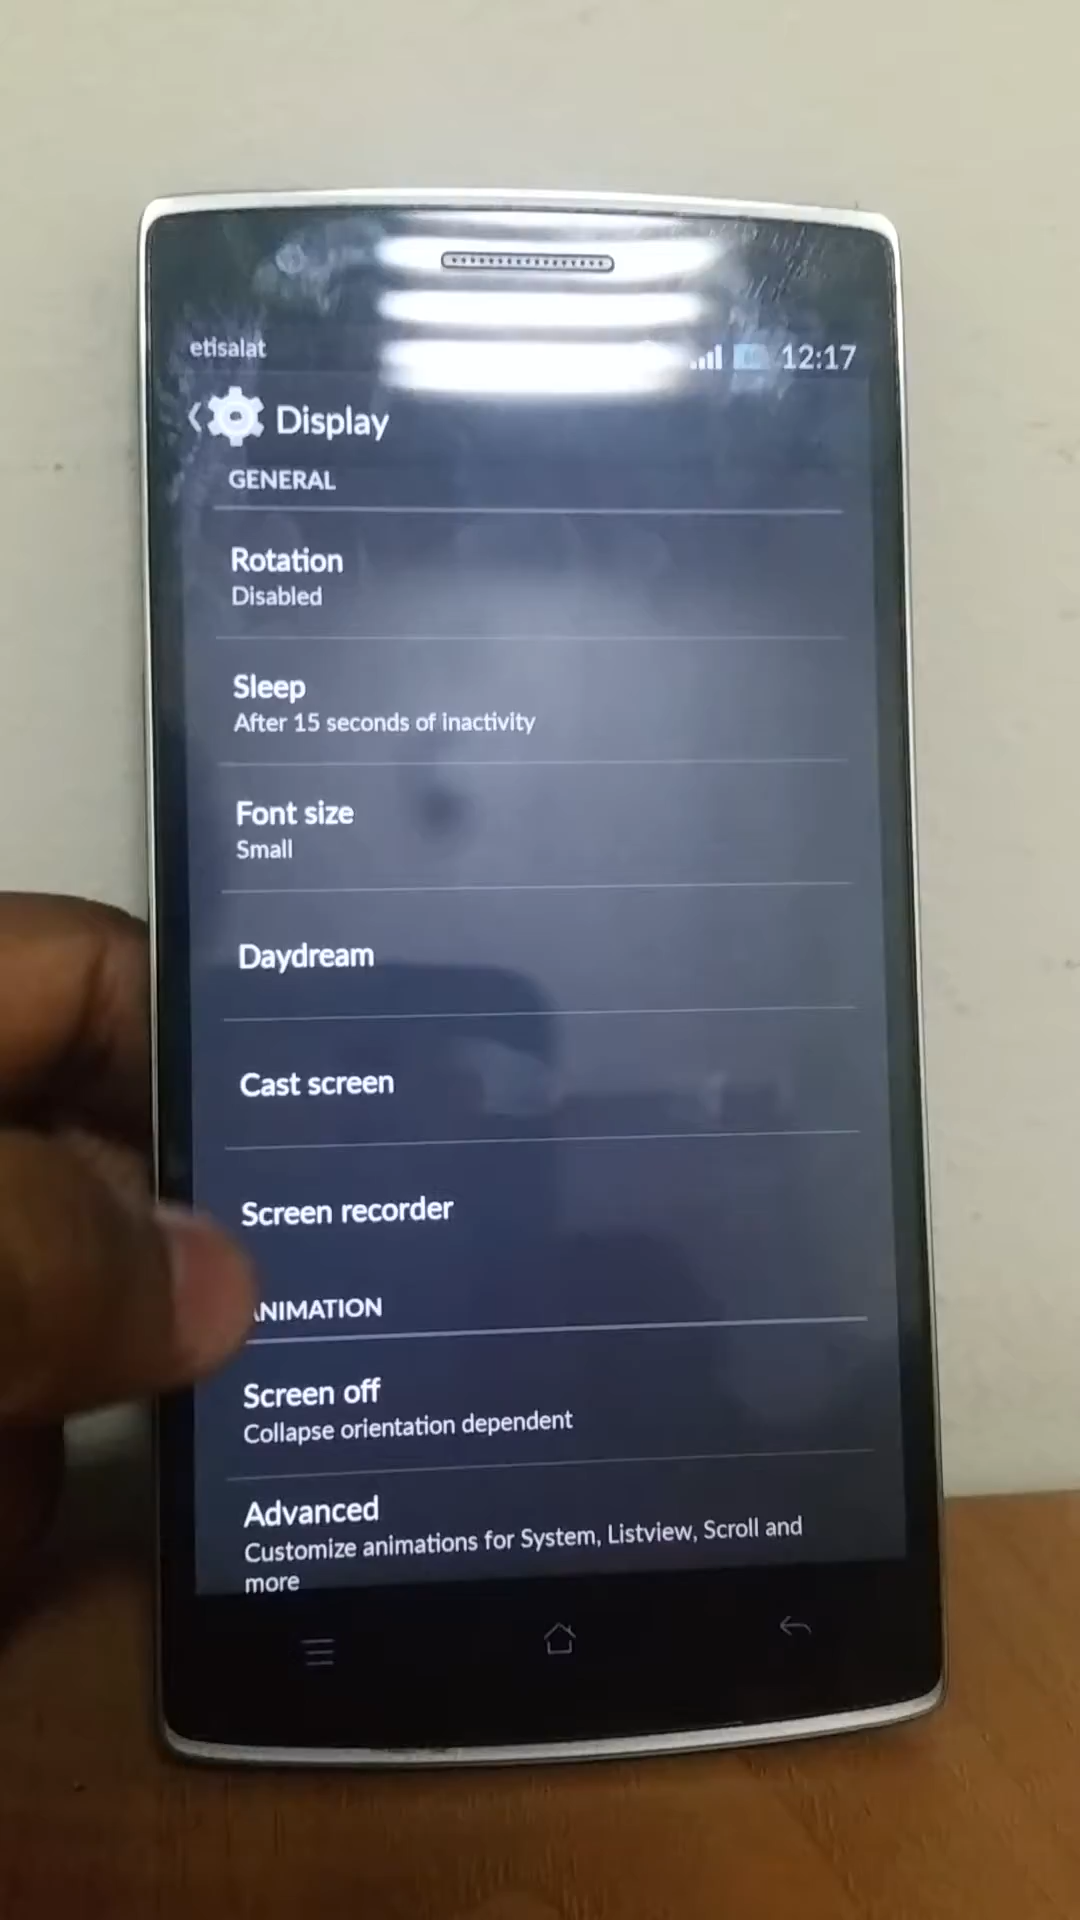 etisalat
12:17
Display
GENERAL
Rotation
Disabled
Sleep
After 15 seconds of inactivity
Font size
Small
Daydream
Cast screen
Screen recorder
ANIMATION
Screen off
Collapse orientation dependent
Advanced
Customize animations for System, Listview, Scroll and
more